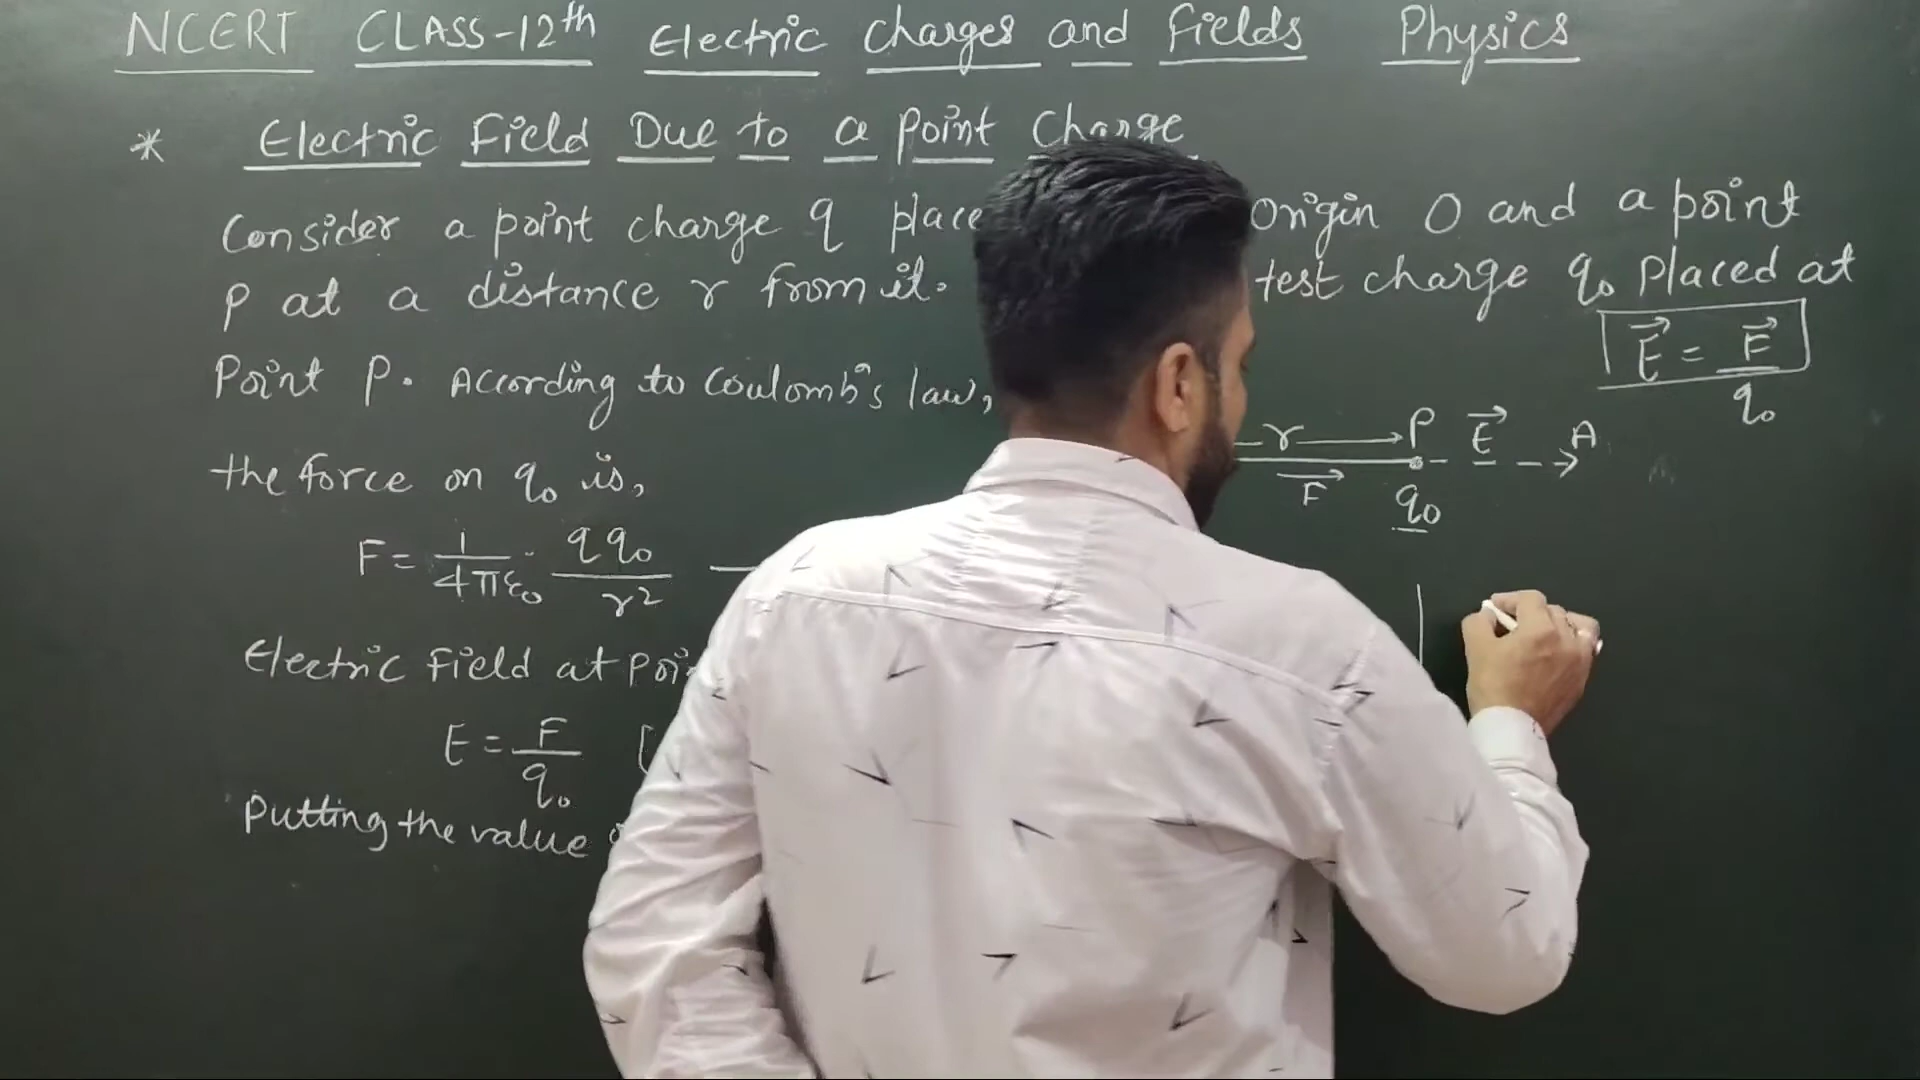 NCERT CLASS-12th Electric Charges and Fields Physics
* Electric Field Due to a Point Charge
Consider a point charge q place Origin O and a point
P at a distance r from it. test charge q₀ placed at
Point P. According to Coulomb's law,
E⃗ = F⃗/q₀
r P E⃗ A
F⃗ q₀
the force on q₀ is,
F = 1/4πε₀ · q q₀/r²
Electric Field at
E = F/q₀ [
Putting the value